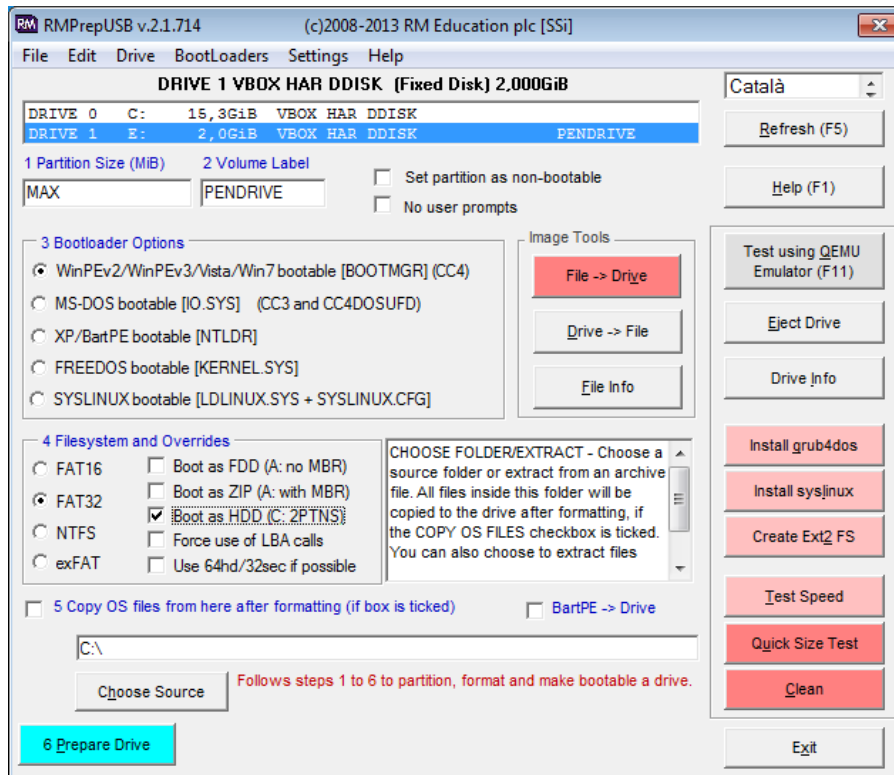 RM RMPrepUSB v.2.1.714 (c)2008-2013 RM Education plc [SSi]
File Edit Drive BootLoaders Settings Help
DRIVE 1 VBOX HAR DDISK (Fixed Disk) 2,000GiB
Català
DRIVE 0 C: 15,3GiB VBOX HAR DDISK
DRIVE 1 E: 2,0GiB VBOX HAR DDISK PENDRIVE
Refresh (F5)
1 Partition Size (MiB) 2 Volume Label
MAX PENDRIVE
Set partition as non-bootable
No user prompts
Help (F1)
3 Bootloader Options
WinPEv2/WinPEv3/Vista/Win7 bootable [BOOTMGR] (CC4)
MS-DOS bootable [IO.SYS] (CC3 and CC4DOSUFD)
XP/BartPE bootable [NTLDR]
FREEDOS bootable [KERNEL.SYS]
SYSLINUX bootable [LDLINUX.SYS + SYSLINUX.CFG]
Image Tools
File -> Drive
Drive -> File
File Info
Test using QEMU
Emulator (F11)
Eject Drive
Drive Info
4 Filesystem and Overrides
FAT16
FAT32
NTFS
exFAT
Boot as FDD (A: no MBR)
Boot as ZIP (A: with MBR)
Boot as HDD (C: 2PTNS)
Force use of LBA calls
Use 64hd/32sec if possible
CHOOSE FOLDER/EXTRACT - Choose a
source folder or extract from an archive
file. All files inside this folder will be
copied to the drive after formatting, if
the COPY OS FILES checkbox is ticked.
You can also choose to extract files
Install grub4dos
Install syslinux
Create Ext2 FS
Test Speed
Quick Size Test
Clean
5 Copy OS files from here after formatting (if box is ticked) BartPE -> Drive
C:\
Choose Source Follows steps 1 to 6 to partition, format and make bootable a drive.
6 Prepare Drive
Exit